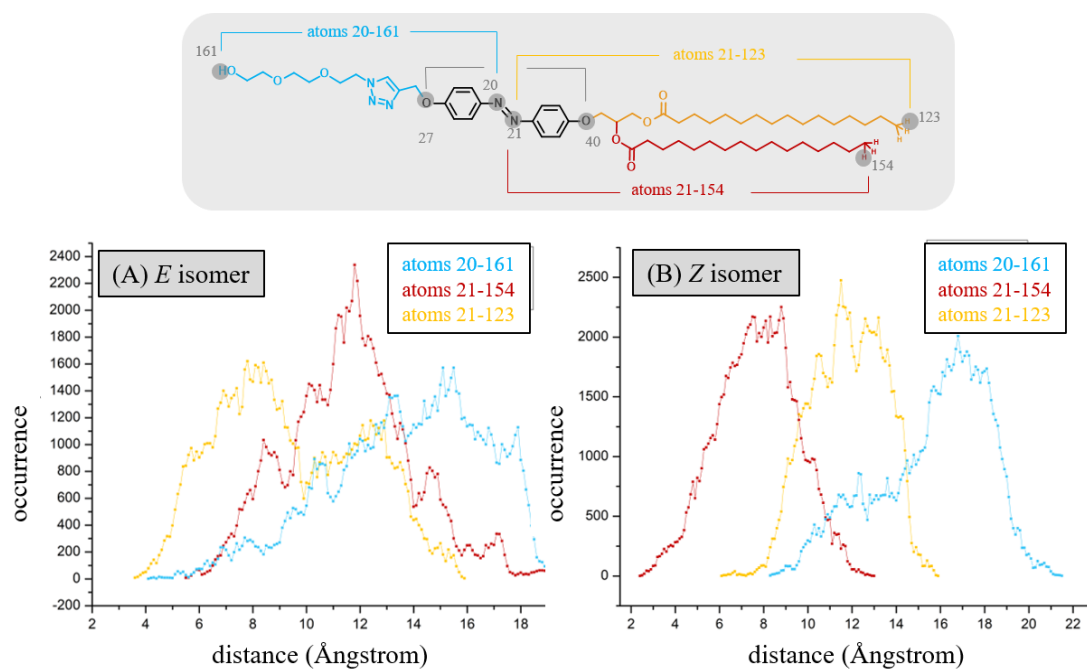 atoms 20-161
atoms 21-123
161
HO
O
O
N
N
N
O
27
20
N
N
21
O
40
O
O
O
O
H
H
H
123
H
H
H
154
atoms 21-154
(A) E isomer
atoms 20-161
atoms 21-154
atoms 21-123
2400
2200
2000
1800
1600
1400
1200
1000
800
600
400
200
0
-200
occurrence
2 4 6 8 10 12 14 16 18
distance (Ångstrom)
(B) Z isomer
atoms 20-161
atoms 21-154
atoms 21-123
2500
2000
1500
1000
500
0
occurrence
2 4 6 8 10 12 14 16 18 20 22
distance (Ångstrom)